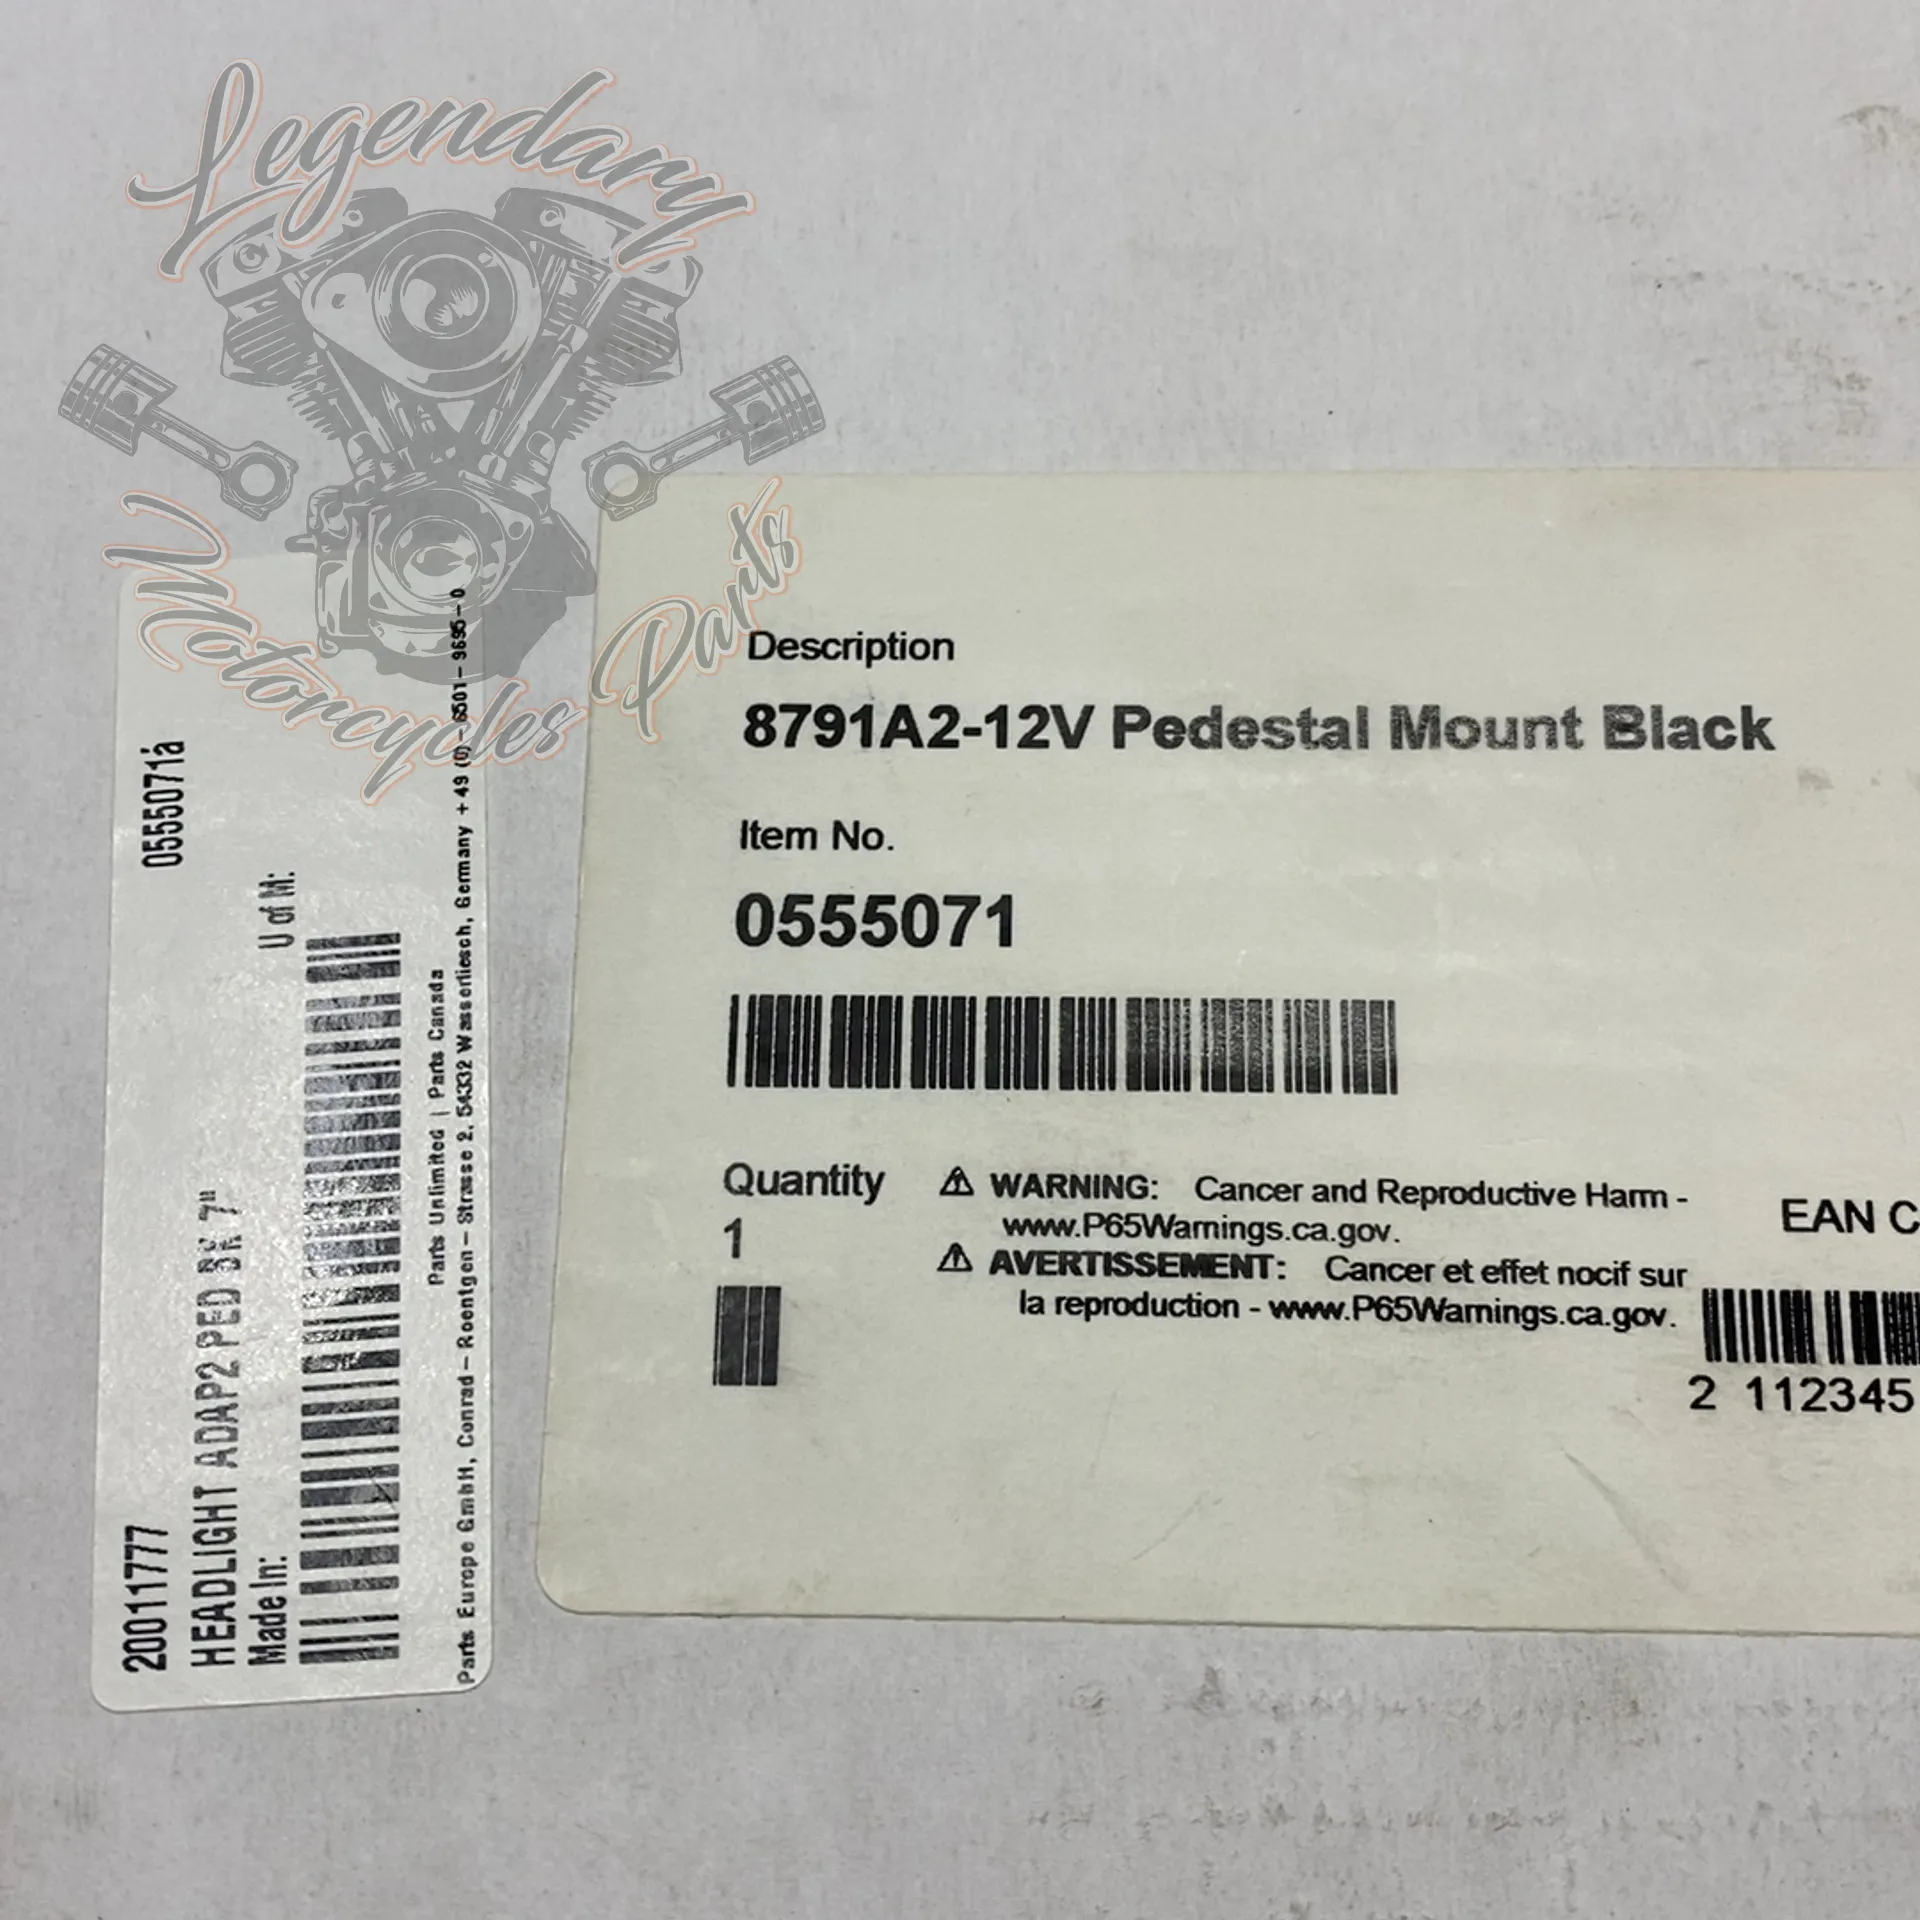 Legendary
Motorcycles Parts
20011777
0555071á
HEADLIGHT ADAP2 PED BK 7"
Made In:
U of M:
Parts Unlimited | Parts Canada
Parts Europe GmbH, Conrad – Roentgen – Strasse 2, 54332 Wasserliesch, Germany +49 (0) – 6501 – 9695 – 0
Description
8791A2-12V Pedestal Mount Black
Item No.
0555071
Quantity
1
⚠ WARNING: Cancer and Reproductive Harm -
www.P65Warnings.ca.gov.
⚠ AVERTISSEMENT: Cancer et effet nocif sur
la reproduction - www.P65Warnings.ca.gov.
EAN C
2 112345